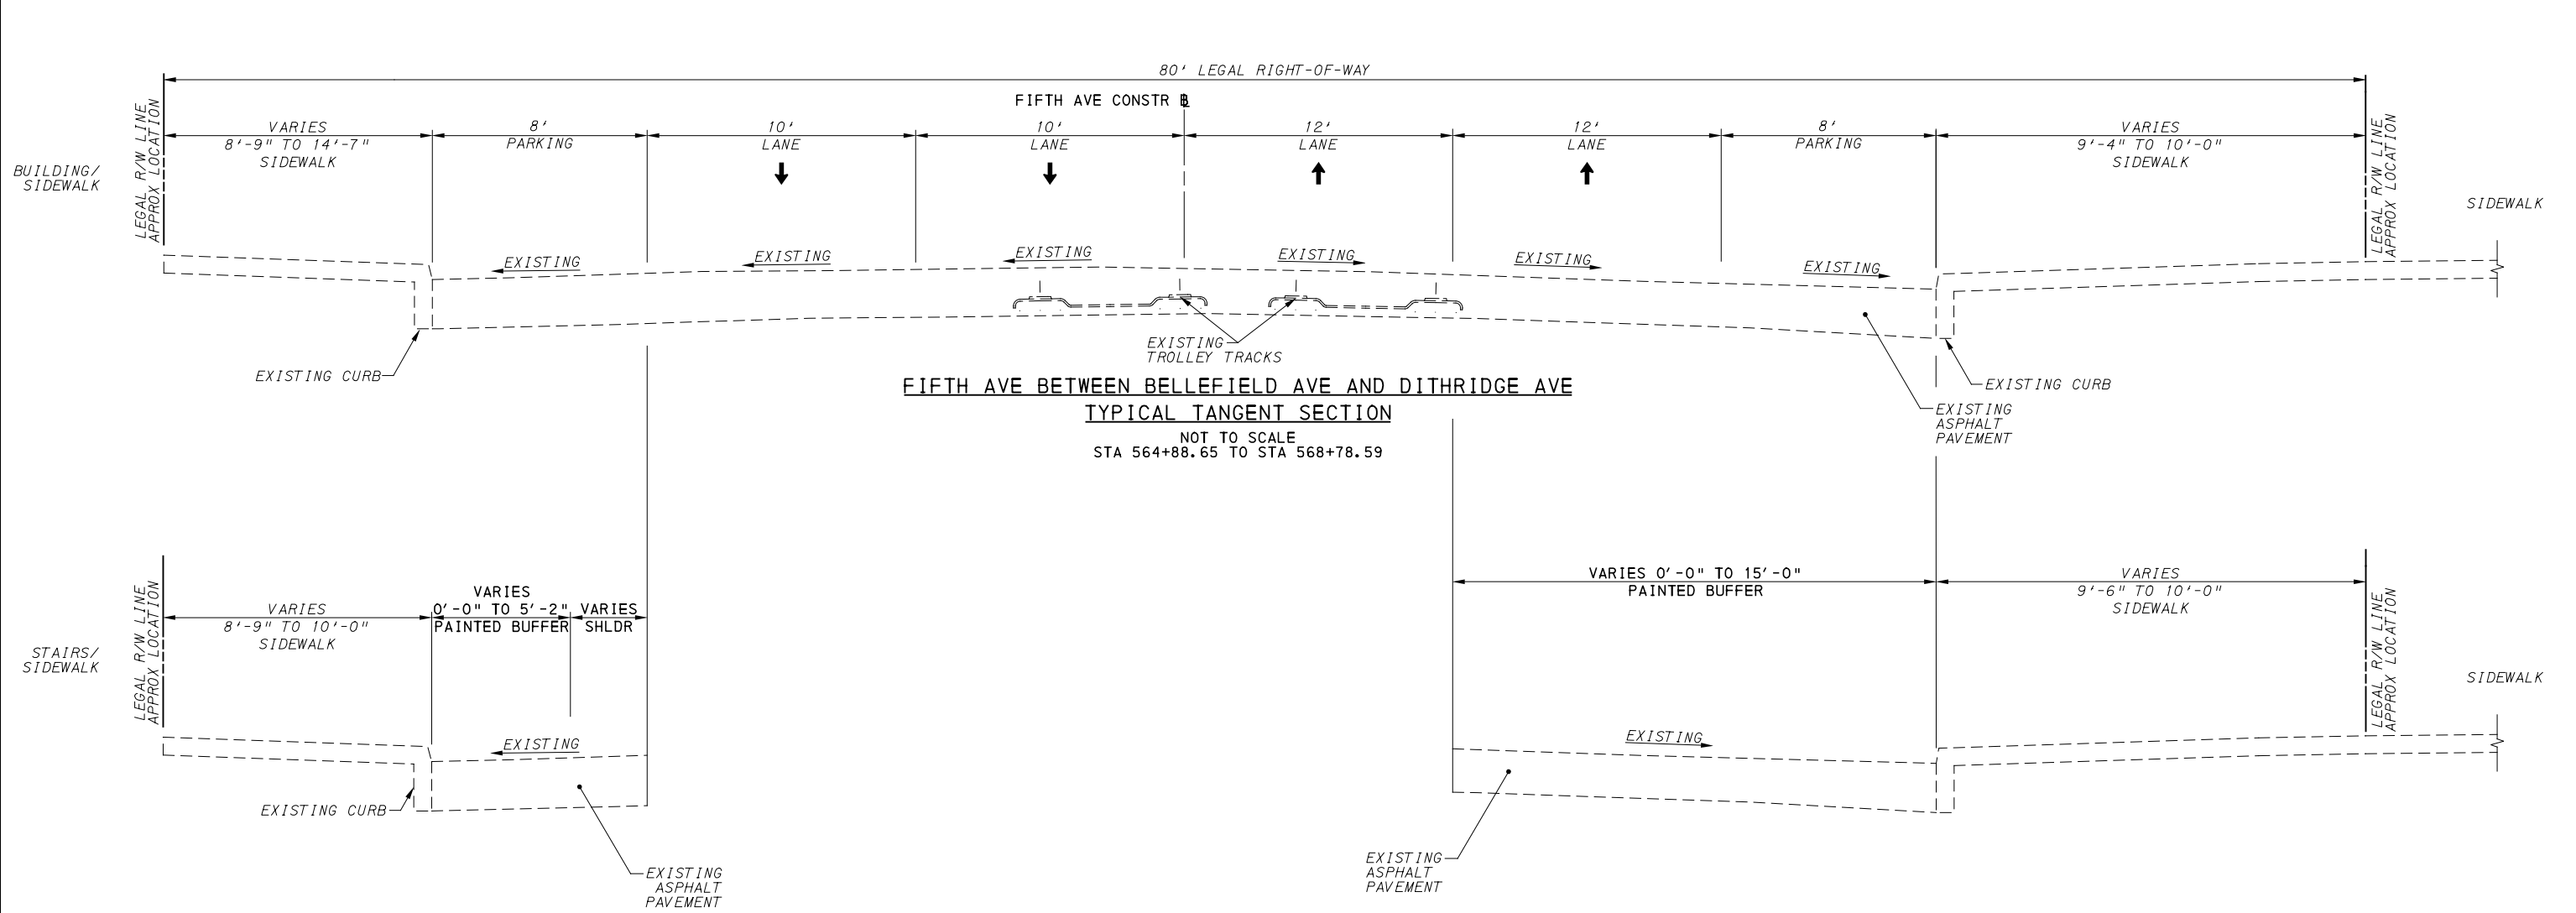 80' LEGAL RIGHT-OF-WAY
FIFTH AVE CONSTR ℄
LEGAL R/W LINE
APPROX LOCATION
VARIES
8'-9" TO 14'-7"
SIDEWALK
8'
PARKING
10'
LANE
10'
LANE
12'
LANE
12'
LANE
8'
PARKING
VARIES
9'-4" TO 10'-0"
SIDEWALK
LEGAL R/W LINE
APPROX LOCATION
BUILDING/
SIDEWALK
SIDEWALK
EXISTING
EXISTING
EXISTING
EXISTING
EXISTING
EXISTING
EXISTING
TROLLEY TRACKS
EXISTING CURB
EXISTING CURB
EXISTING
ASPHALT
PAVEMENT
FIFTH AVE BETWEEN BELLEFIELD AVE AND DITHRIDGE AVE
TYPICAL TANGENT SECTION
NOT TO SCALE
STA 564+88.65 TO STA 568+78.59
LEGAL R/W LINE
APPROX LOCATION
VARIES
8'-9" TO 10'-0"
SIDEWALK
VARIES
0'-0" TO 5'-2"
PAINTED BUFFER
VARIES
SHLDR
VARIES 0'-0" TO 15'-0"
PAINTED BUFFER
VARIES
9'-6" TO 10'-0"
SIDEWALK
LEGAL R/W LINE
APPROX LOCATION
STAIRS/
SIDEWALK
SIDEWALK
EXISTING
EXISTING
EXISTING CURB
EXISTING
ASPHALT
PAVEMENT
EXISTING
ASPHALT
PAVEMENT